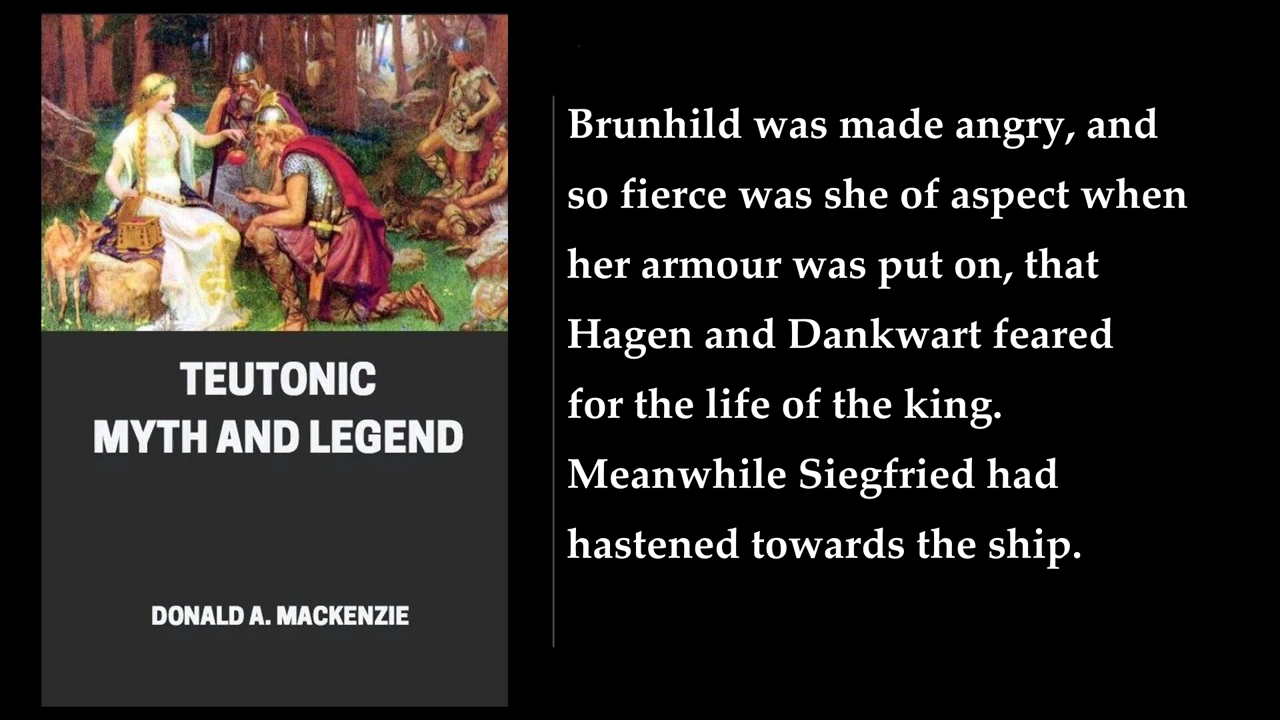 TEUTONIC
MYTH AND LEGEND
DONALD A. MACKENZIE
Brunhild was made angry, and
so fierce was she of aspect when
her armour was put on, that
Hagen and Dankwart feared
for the life of the king.
Meanwhile Siegfried had
hastened towards the ship.